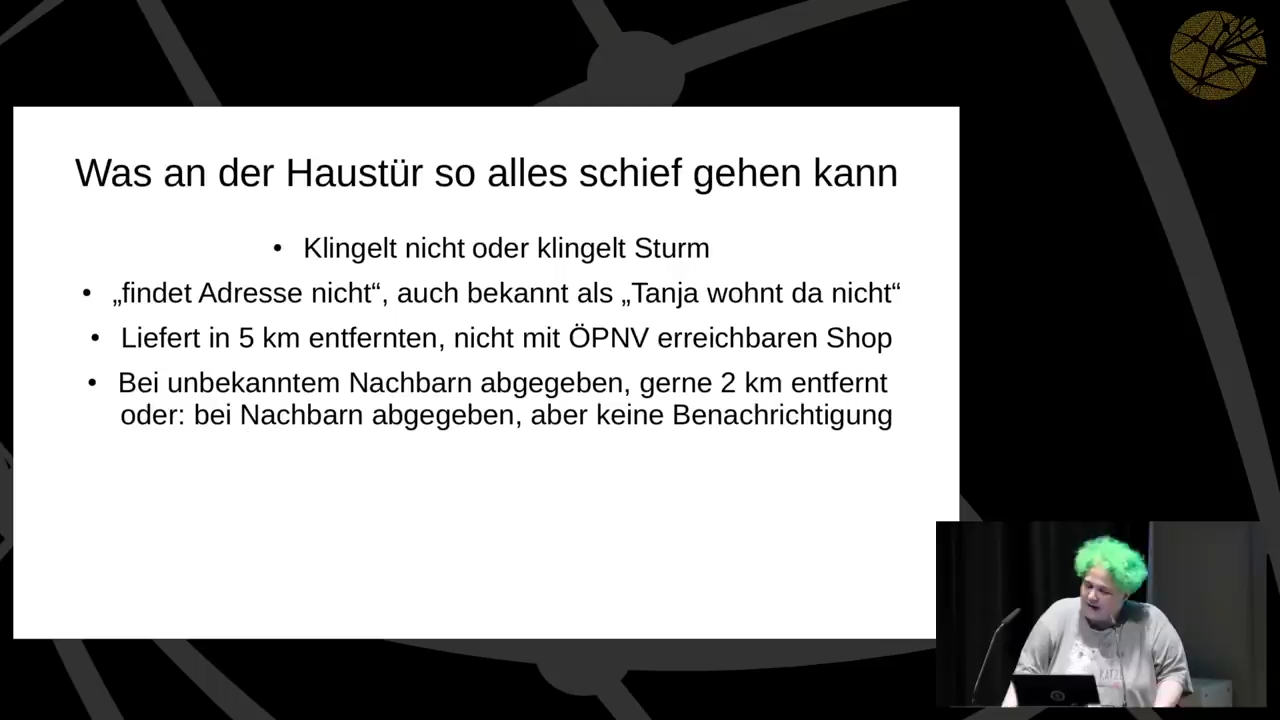 Was an der Haustür so alles schief gehen kann
• Klingelt nicht oder klingelt Sturm
• „findet Adresse nicht“, auch bekannt als „Tanja wohnt da nicht“
• Liefert in 5 km entfernten, nicht mit ÖPNV erreichbaren Shop
• Bei unbekanntem Nachbarn abgegeben, gerne 2 km entfernt
oder: bei Nachbarn abgegeben, aber keine Benachrichtigung